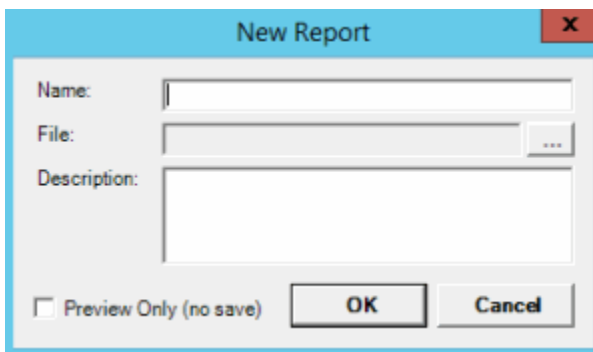 New Report
x
Name:
File:
...
Description:
Preview Only (no save)
OK
Cancel